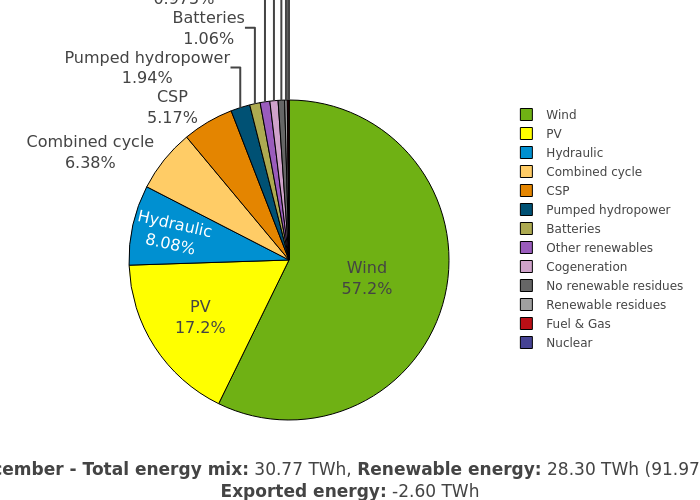 Batteries
1.06%
Pumped hydropower
1.94%
CSP
5.17%
Combined cycle
6.38%
Hydraulic
8.08%
Wind
57.2%
PV
17.2%
Wind
PV
Hydraulic
Combined cycle
CSP
Pumped hydropower
Batteries
Other renewables
Cogeneration
No renewable residues
Renewable residues
Fuel & Gas
Nuclear
cember - Total energy mix: 30.77 TWh, Renewable energy: 28.30 TWh (91.97
Exported energy: -2.60 TWh